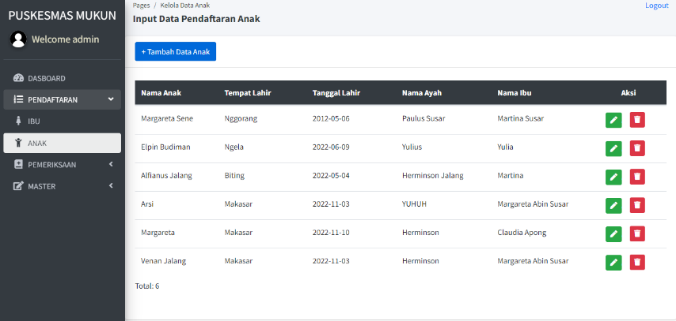 PUSKESMAS MUKUN
Welcome admin
DASBOARD
PENDAFTARAN
IBU
ANAK
PEMERIKSAAN
MASTER
Pages / Kelola Data Anak
Logout
Input Data Pendaftaran Anak
+ Tambah Data Anak
Nama Anak Tempat Lahir Tanggal Lahir Nama Ayah Nama Ibu Aksi
Margareta Sene Nggorang 2012-05-06 Paulus Susar Martina Susar
Elpin Budiman Ngela 2022-06-09 Yulius Yulia
Alfianus Jalang Biting 2022-05-04 Herminson Jalang Martina
Arsi Makasar 2022-11-03 YUHUH Margareta Abin Susar
Margareta Makasar 2022-11-10 Herminson Claudia Apong
Venan Jalang Makasar 2022-11-03 Herminson Margareta Abin Susar
Total: 6